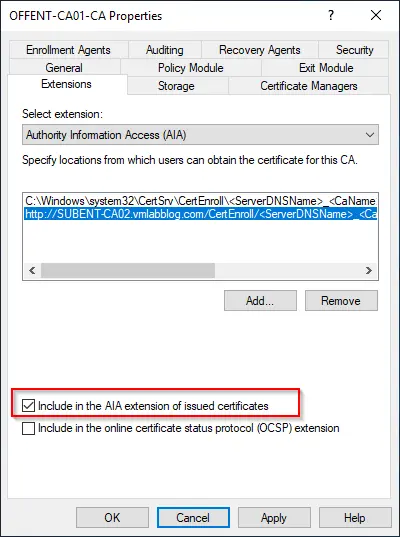 OFFENT-CA01-CA Properties
Enrollment Agents Auditing Recovery Agents Security
General Policy Module Exit Module
Extensions Storage Certificate Managers
Select extension:
Authority Information Access (AIA)
Specify locations from which users can obtain the certificate for this CA.
C:\Windows\system32\CertSrv\CertEnroll\<ServerDNSName>_<CaName
http://SUBENT-CA02.vmlabblog.com/CertEnroll/<ServerDNSName>_<Ca
Add... Remove
Include in the AIA extension of issued certificates
Include in the online certificate status protocol (OCSP) extension
OK Cancel Apply Help